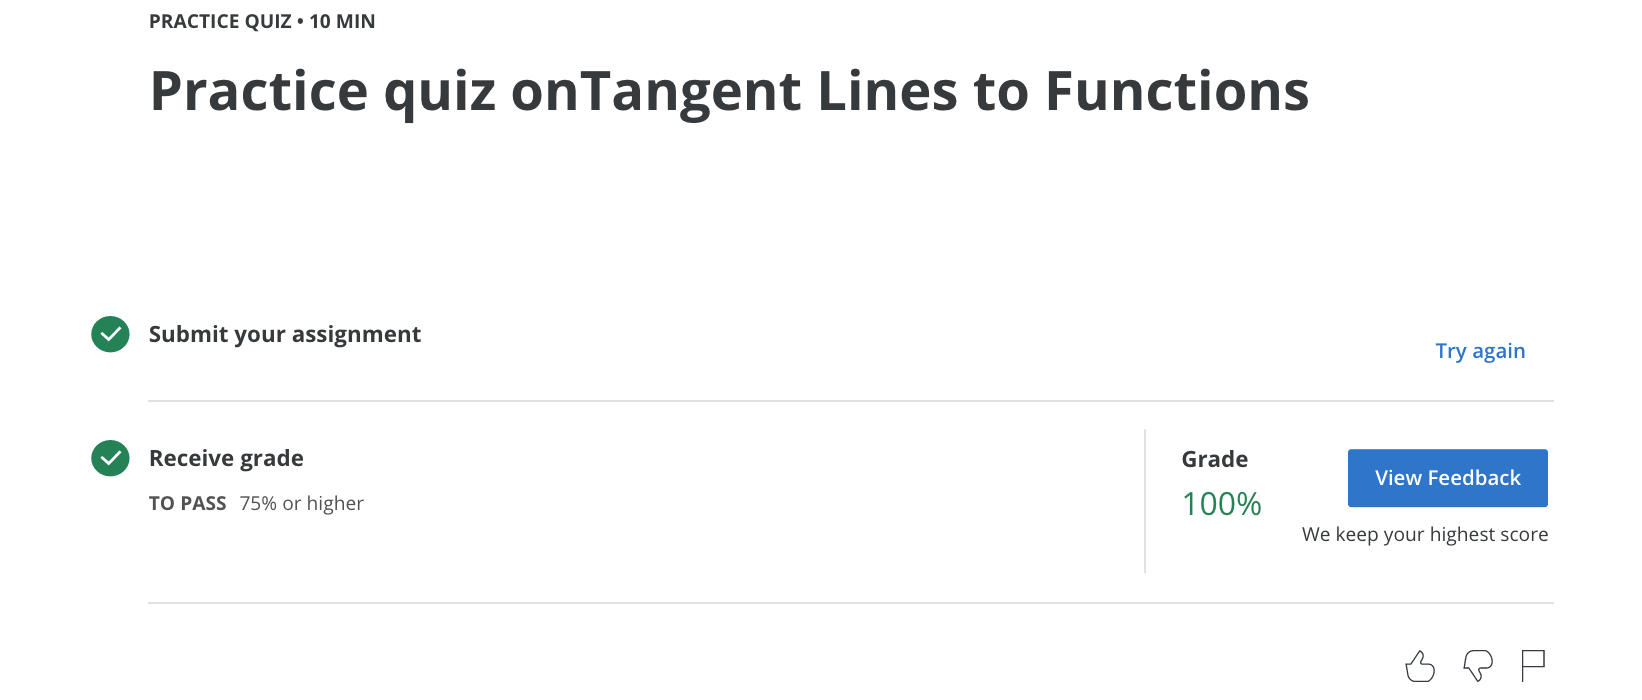 PRACTICE QUIZ • 10 MIN
Practice quiz onTangent Lines to Functions
Submit your assignment
Try again
Receive grade
TO PASS 75% or higher
Grade
100%
View Feedback
We keep your highest score